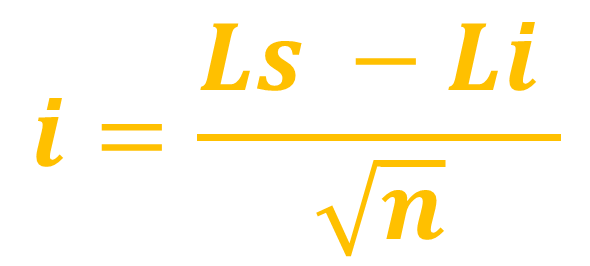 i = (Ls − Li) / √n